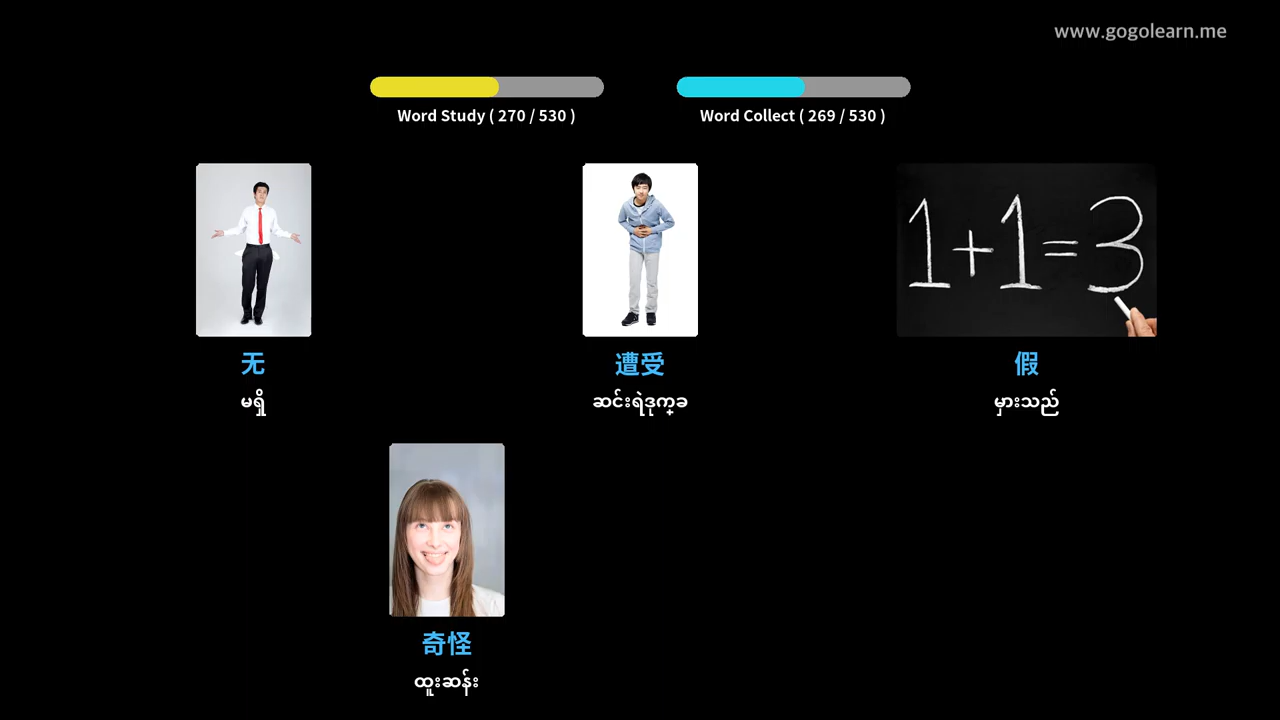 www.gogolearn.me
Word Study ( 270 / 530 )
Word Collect ( 269 / 530 )
1+1=3
无
遭受
假
မရှိ
ဆင်းရဲဒုက္ခ
မှားသည်
奇怪
ထူးဆန်း